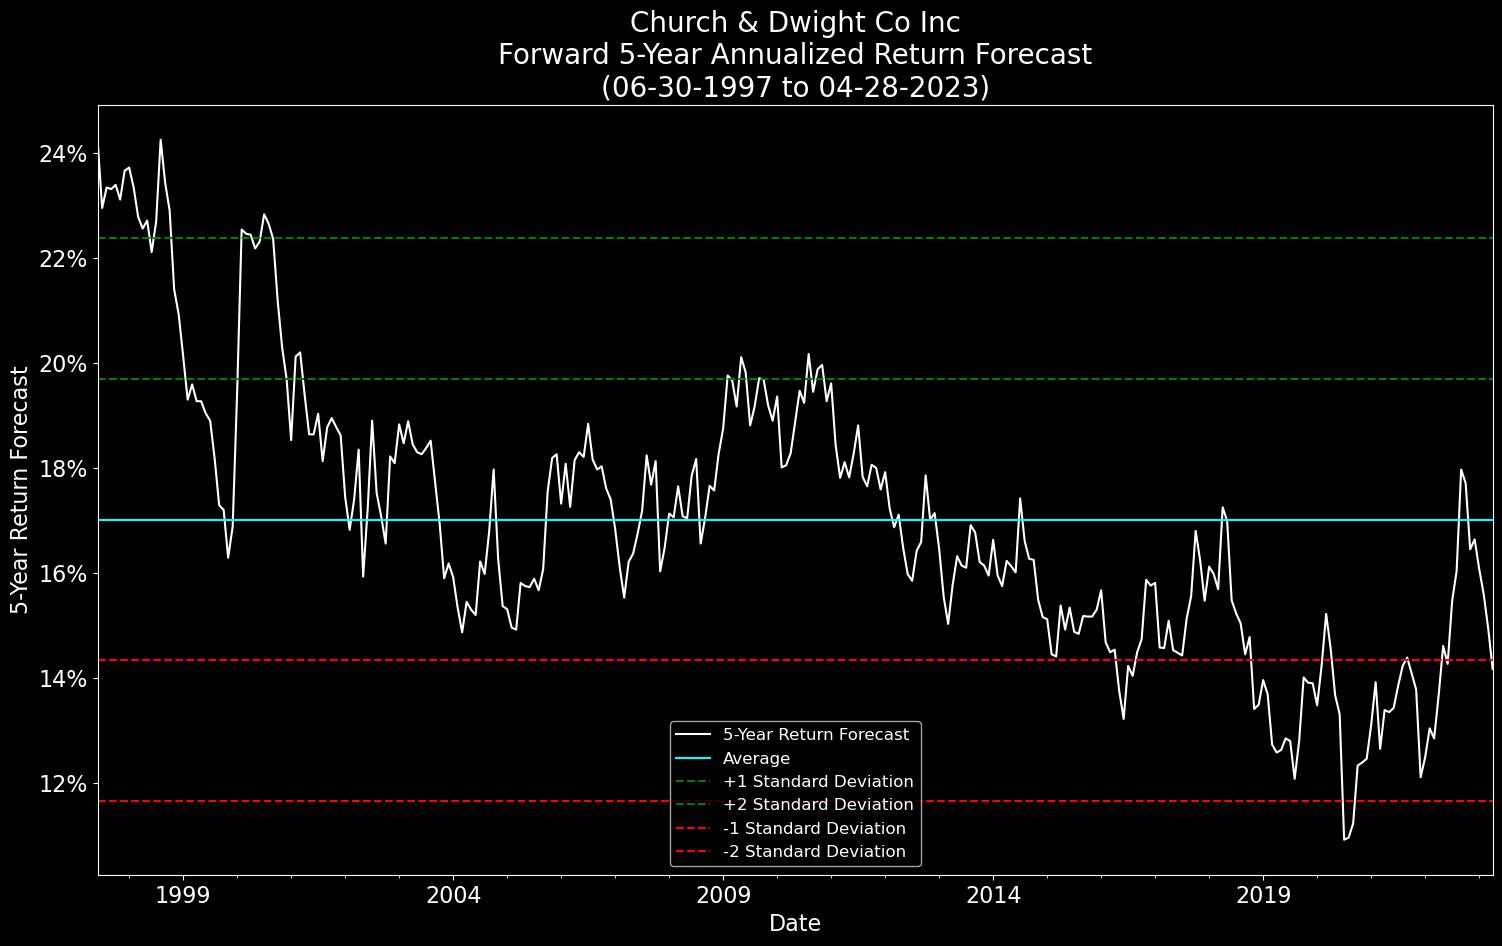 Church & Dwight Co Inc
Forward 5-Year Annualized Return Forecast
(06-30-1997 to 04-28-2023)
5-Year Return Forecast
24%
22%
20%
18%
16%
14%
12%
5-Year Return Forecast
Average
+1 Standard Deviation
+2 Standard Deviation
-1 Standard Deviation
-2 Standard Deviation
1999
2004
2009
2014
2019
Date